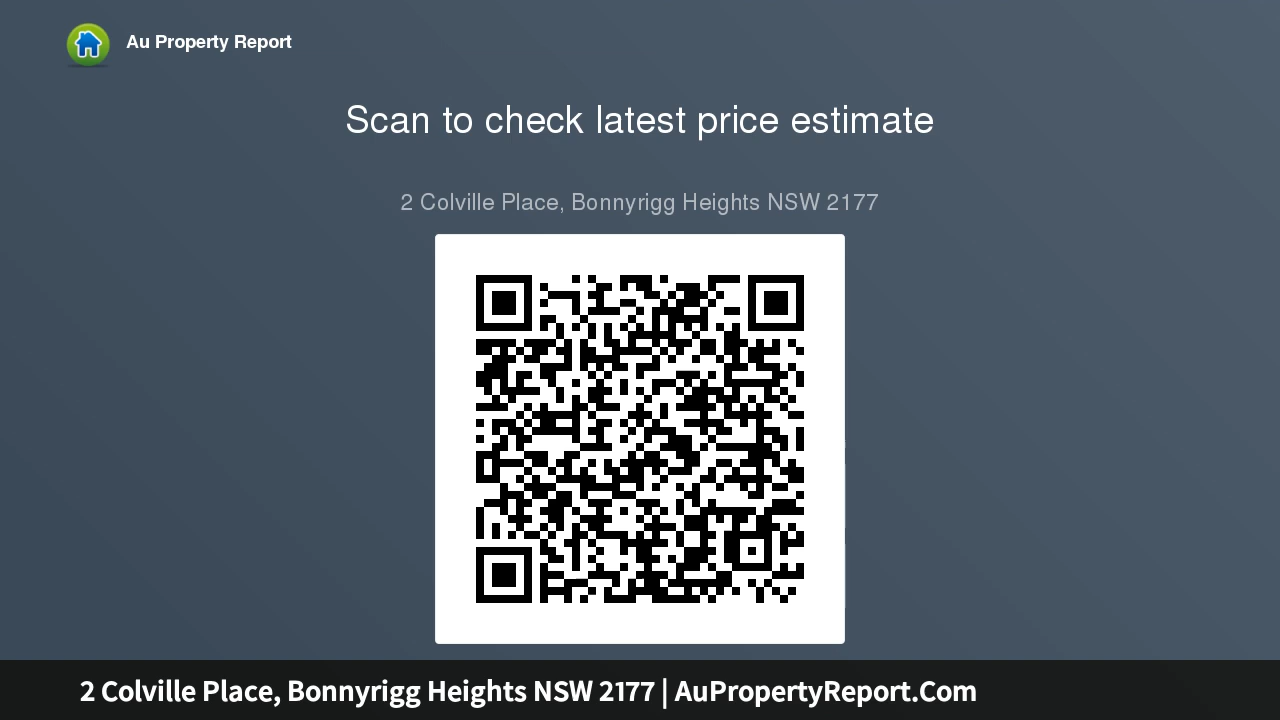 Au Property Report
Scan to check latest price estimate
2 Colville Place, Bonnyrigg Heights NSW 2177
2 Colville Place, Bonnyrigg Heights NSW 2177 | AuPropertyReport.Com